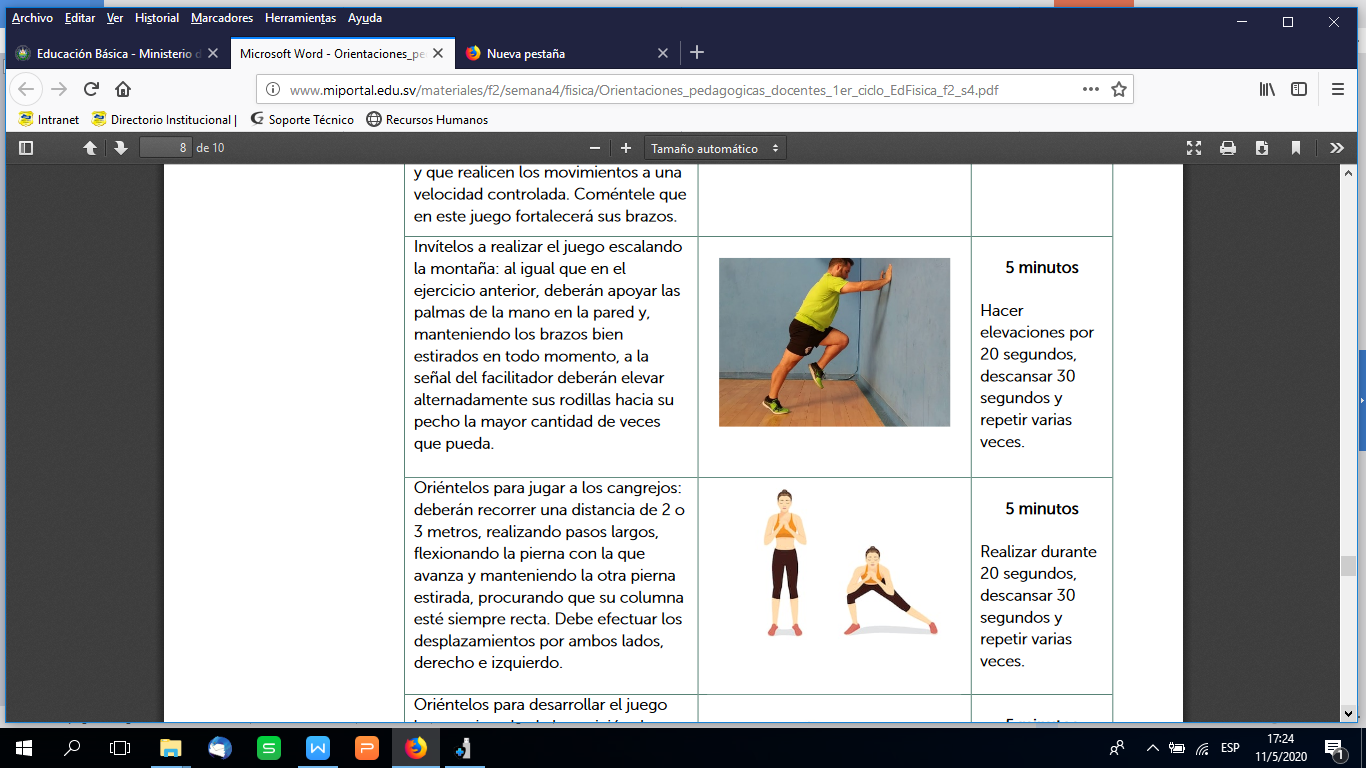 Archivo Editar Ver Historial Marcadores Herramientas Ayuda
Educación Básica - Ministerio d
Microsoft Word - Orientaciones_pe
Nueva pestaña
www.miportal.edu.sv/materiales/f2/semana4/fisica/Orientaciones_pedagogicas_docentes_1er_ciclo_EdFisica_f2_s4.pdf
Intranet
Directorio Institucional |
Soporte Técnico
Recursos Humanos
8 de 10
Tamaño automático
y que realicen los movimientos a una
velocidad controlada. Coméntele que
en este juego fortalecerá sus brazos.
Invítelos a realizar el juego escalando
la montaña: al igual que en el
ejercicio anterior, deberán apoyar las
palmas de la mano en la pared y,
manteniendo los brazos bien
estirados en todo momento, a la
señal del facilitador deberán elevar
alternadamente sus rodillas hacia su
pecho la mayor cantidad de veces
que pueda.
5 minutos
Hacer
elevaciones por
20 segundos,
descansar 30
segundos y
repetir varias
veces.
Oriéntelos para jugar a los cangrejos:
deberán recorrer una distancia de 2 o
3 metros, realizando pasos largos,
flexionando la pierna con la que
avanza y manteniendo la otra pierna
estirada, procurando que su columna
esté siempre recta. Debe efectuar los
desplazamientos por ambos lados,
derecho e izquierdo.
5 minutos
Realizar durante
20 segundos,
descansar 30
segundos y
repetir varias
veces.
Oriéntelos para desarrollar el juego
ESP
17:24
11/5/2020
1